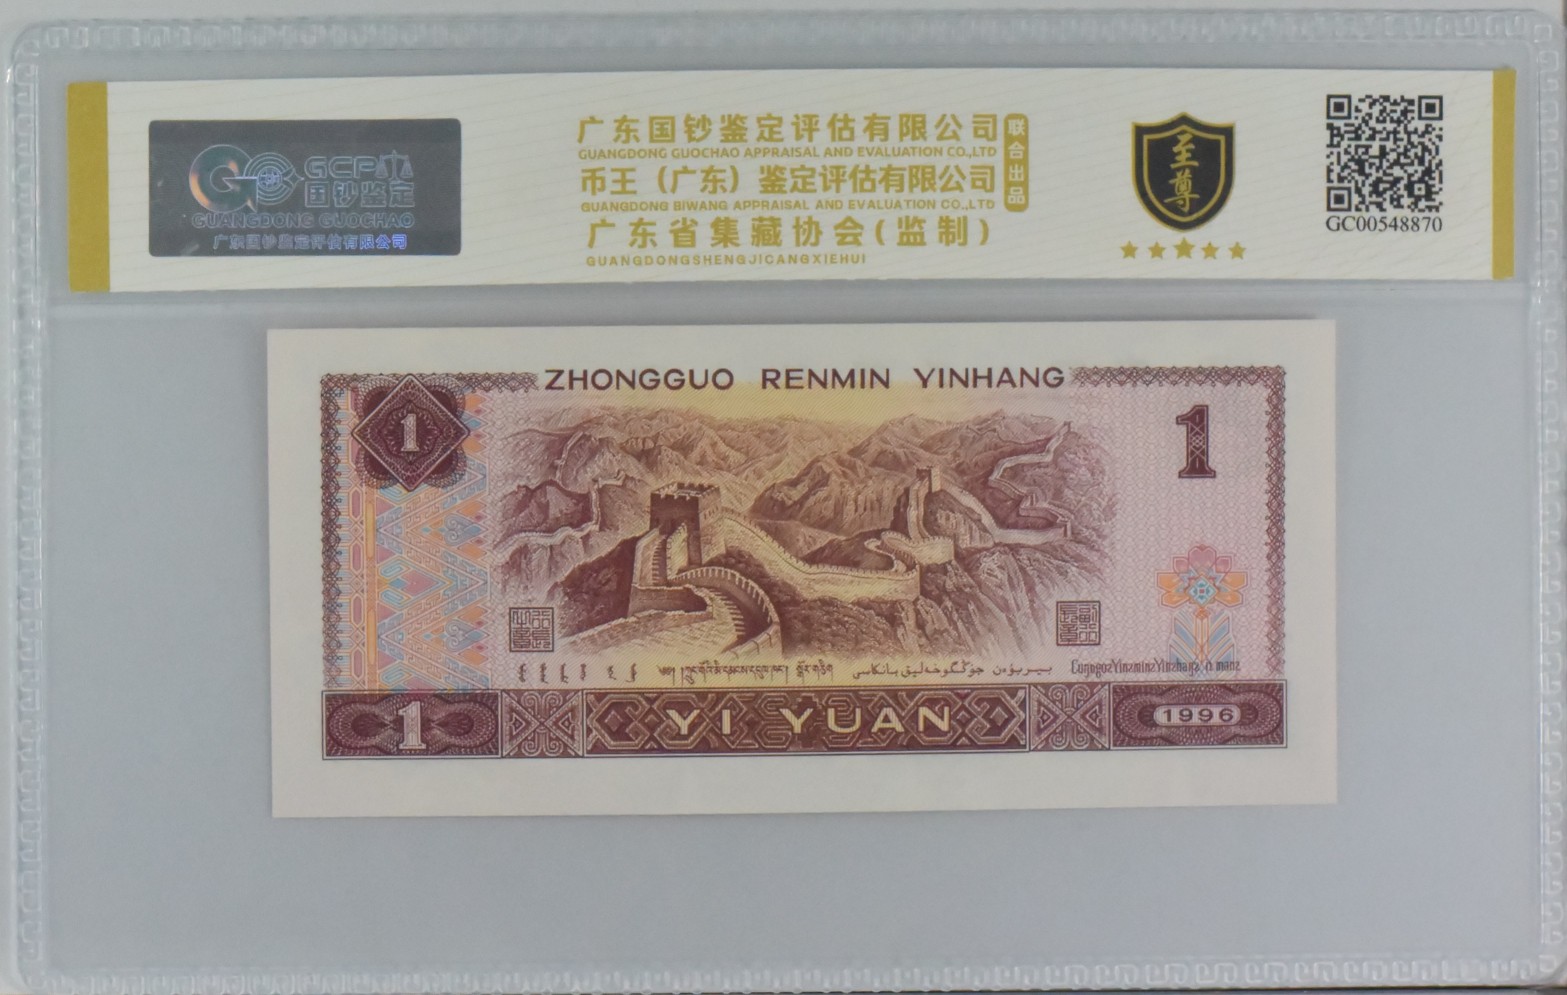 GCP
国钞鉴定
GUANGDONG GUOCHAO
广东国钞鉴定评估有限公司
广东国钞鉴定评估有限公司
GUANGDONG GUOCHAO APPRAISAL AND EVALUATION CO.,LTD
币王（广东）鉴定评估有限公司
GUANGDONG BIWANG APPRAISAL AND EVALUATION CO.,LTD
广东省集藏协会(监制)
GUANGDONGSHENGJICANGXIEHUI
联合出品
至尊
GC00548870
ZHONGGUO RENMIN YINHANG
1
1
1
YI YUAN
1996